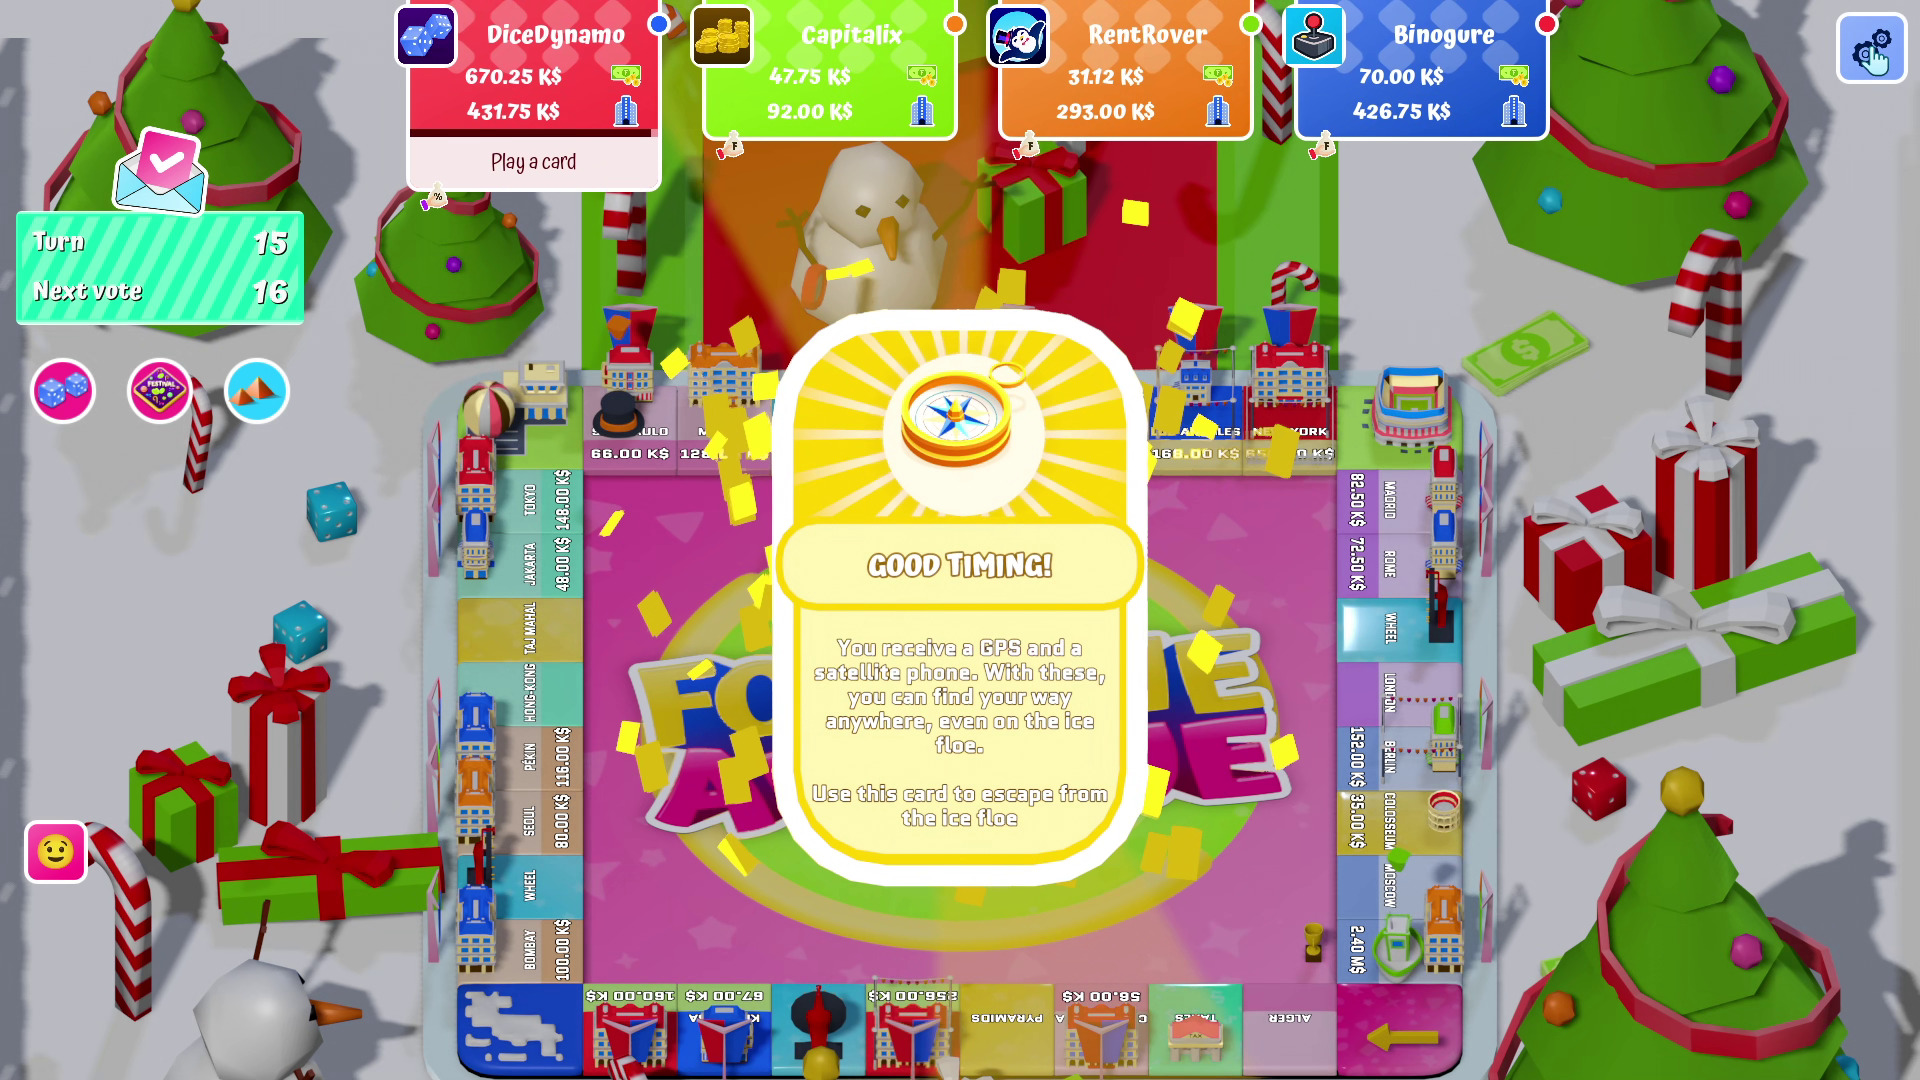 DiceDynamo
670.25 K$
431.75 K$
Play a card
Capitalix
47.75 K$
92.00 K$
RentRover
31.12 K$
293.00 K$
Binogure
70.00 K$
426.75 K$
Turn 15
Next vote 16
FESTIVAL
GOOD TIMING!
You receive a GPS and a
satellite phone. With these,
you can find your way
anywhere, even on the ice
floe.
Use this card to escape from
the ice floe
66.00 K$
168.00 K$
TOKYO
148.00 K$
JAKARTA
48.00 K$
TAJ MAHAL
HONG-KONG
PÉKIN
116.00 K$
SEOUL
80.00 K$
WHEEL
BOMBAY
100.00 K$
MADRID
82.50 K$
ROME
72.50 K$
WHEEL
LONDON
BERLIN
152.00 K$
COLOSSEUM
35.00 K$
MOSCOW
2.40 M$
160.00 K$
67.00 K$
PYRAMIDS
56.00 K$
TAXES
ALGER